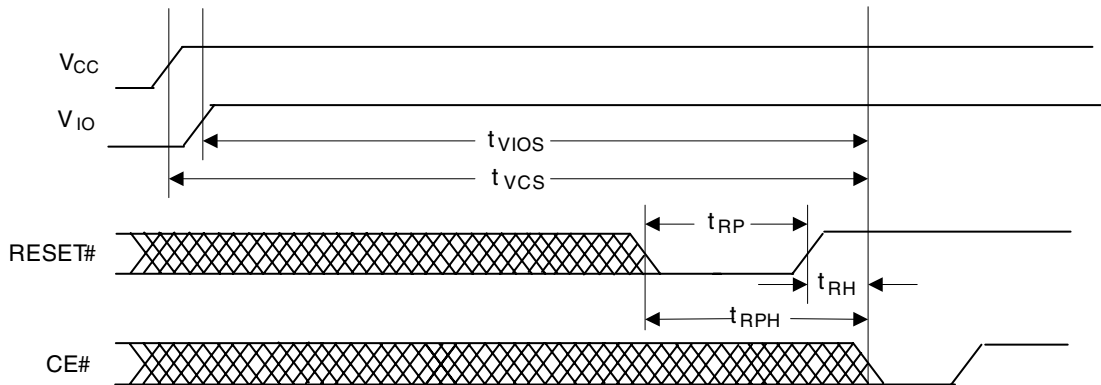 VCC
VIO
tVIOS
tVCS
tRP
RESET#
tRH
tRPH
CE#